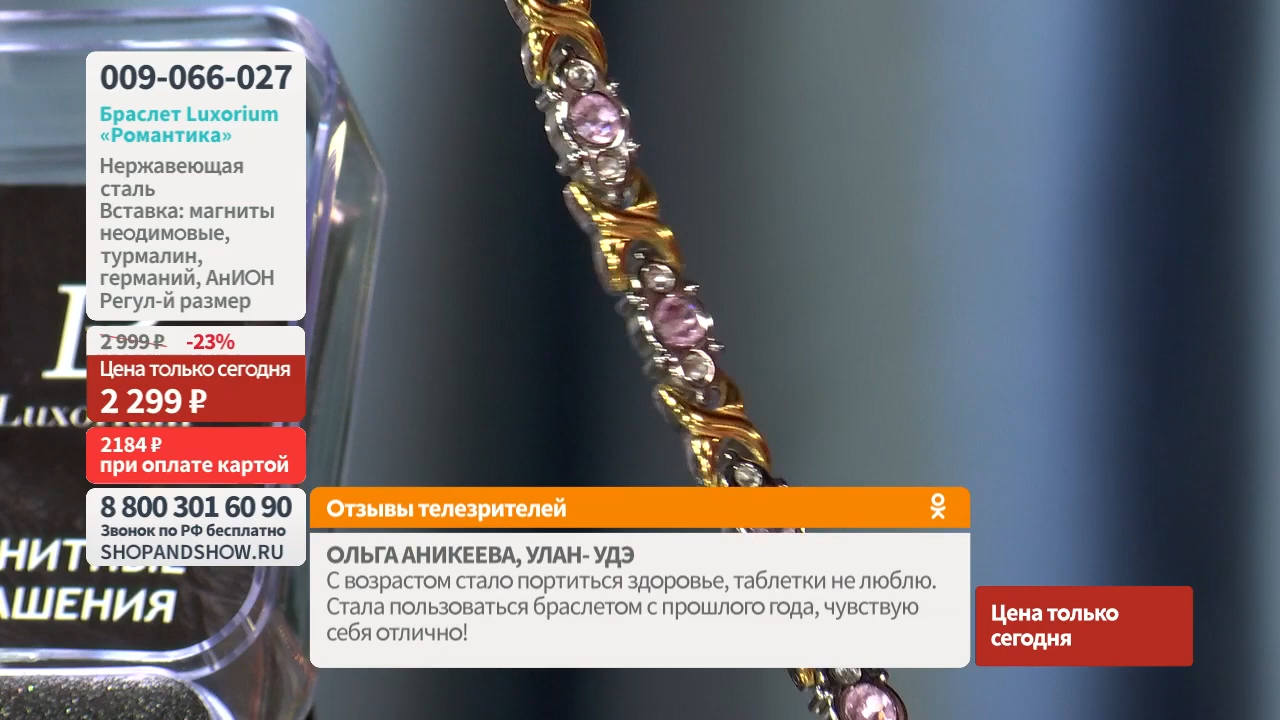 009-066-027
Браслет Luxorium
«Романтика»
Нержавеющая
сталь
Вставка: магниты
неодимовые,
турмалин,
германий, АнИОН
Регул-й размер
2 999 ₽ -23%
Цена только сегодня
2 299 ₽
2184 ₽
при оплате картой
8 800 301 60 90
Звонок по РФ бесплатно
SHOPANDSHOW.RU
Отзывы телезрителей
ОЛЬГА АНИКЕЕВА, УЛАН- УДЭ
С возрастом стало портиться здоровье, таблетки не люблю.
Стала пользоваться браслетом с прошлого года, чувствую
себя отлично!
Цена только
сегодня